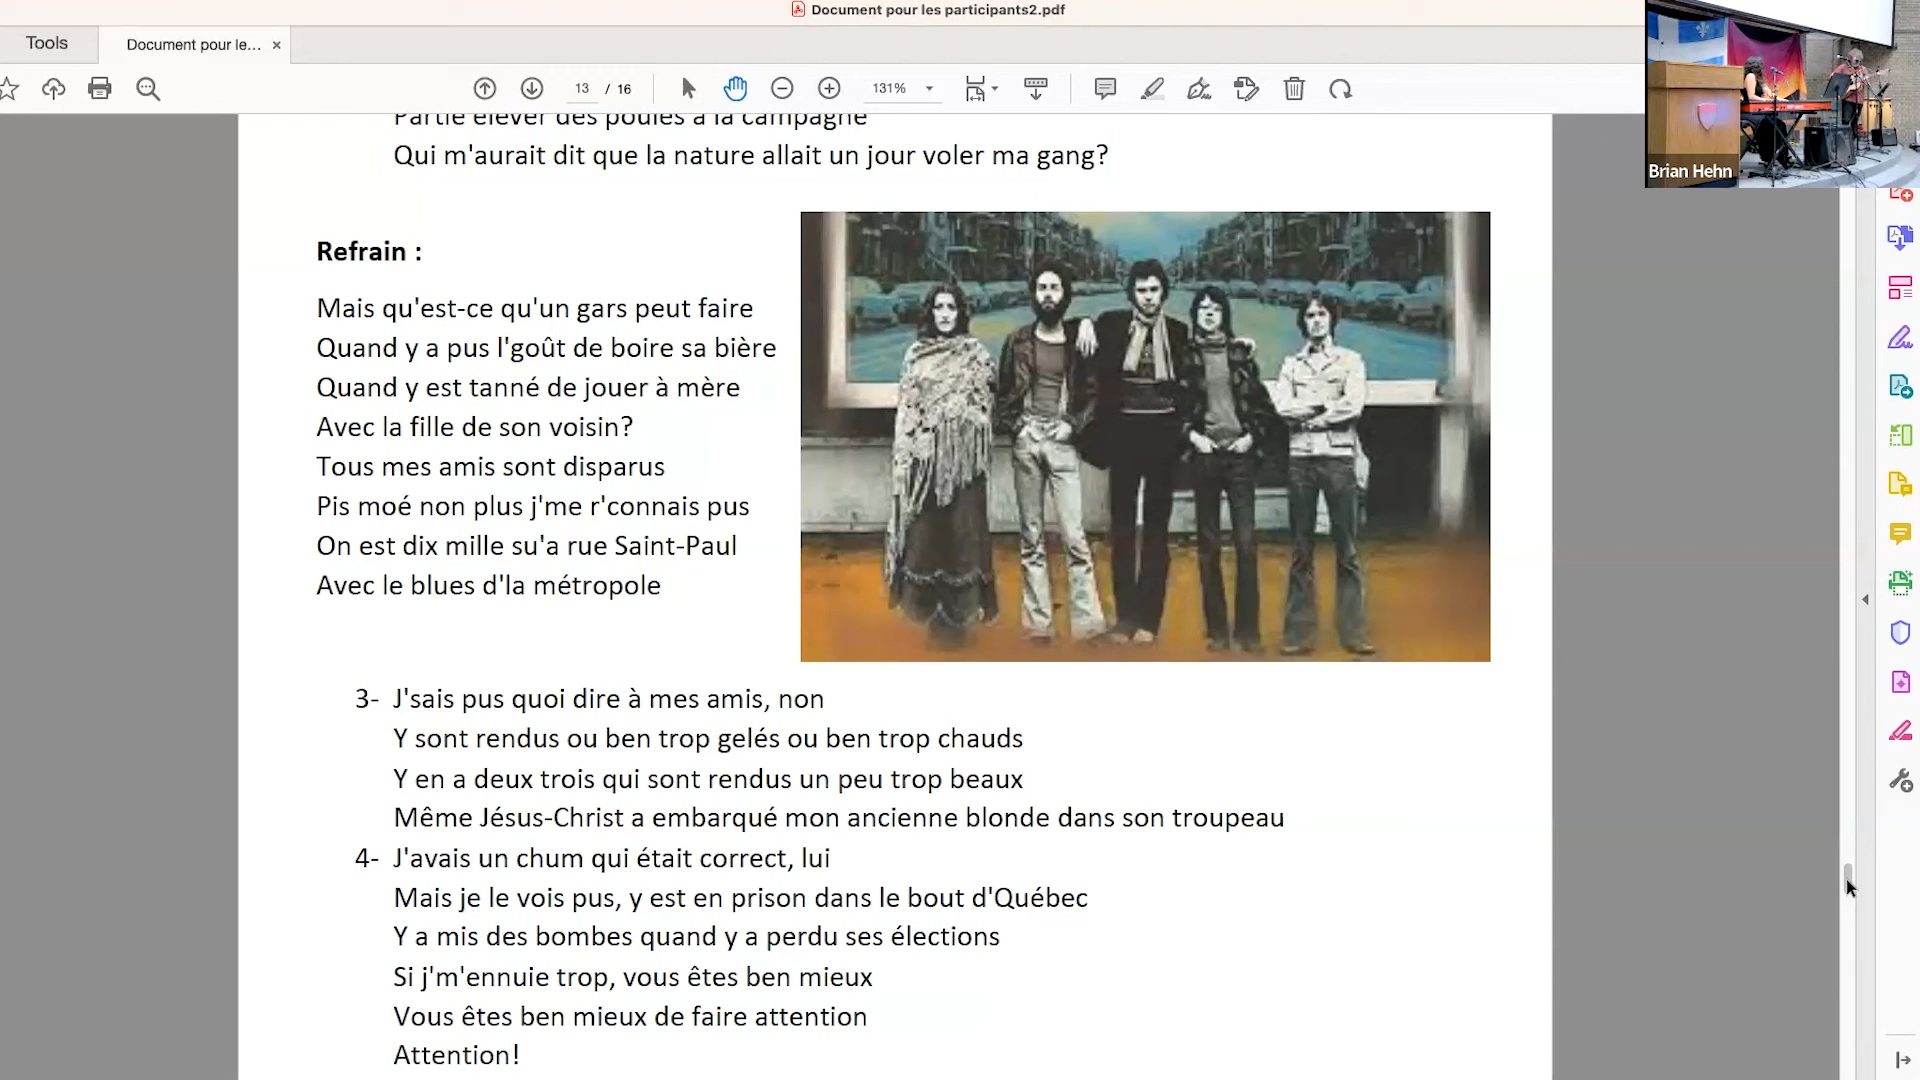 Document pour les participants2.pdf
Tools
Document pour le... ×
13 / 16
131%
Brian Hehn
Partie élever des poules à la campagne
Qui m'aurait dit que la nature allait un jour voler ma gang?
Refrain :
Mais qu'est-ce qu'un gars peut faire
Quand y a pus l'goût de boire sa bière
Quand y est tanné de jouer à mère
Avec la fille de son voisin?
Tous mes amis sont disparus
Pis moé non plus j'me r'connais pus
On est dix mille su'a rue Saint-Paul
Avec le blues d'la métropole
3- J'sais pus quoi dire à mes amis, non
Y sont rendus ou ben trop gelés ou ben trop chauds
Y en a deux trois qui sont rendus un peu trop beaux
Même Jésus-Christ a embarqué mon ancienne blonde dans son troupeau
4- J'avais un chum qui était correct, lui
Mais je le vois pus, y est en prison dans le bout d'Québec
Y a mis des bombes quand y a perdu ses élections
Si j'm'ennuie trop, vous êtes ben mieux
Vous êtes ben mieux de faire attention
Attention!